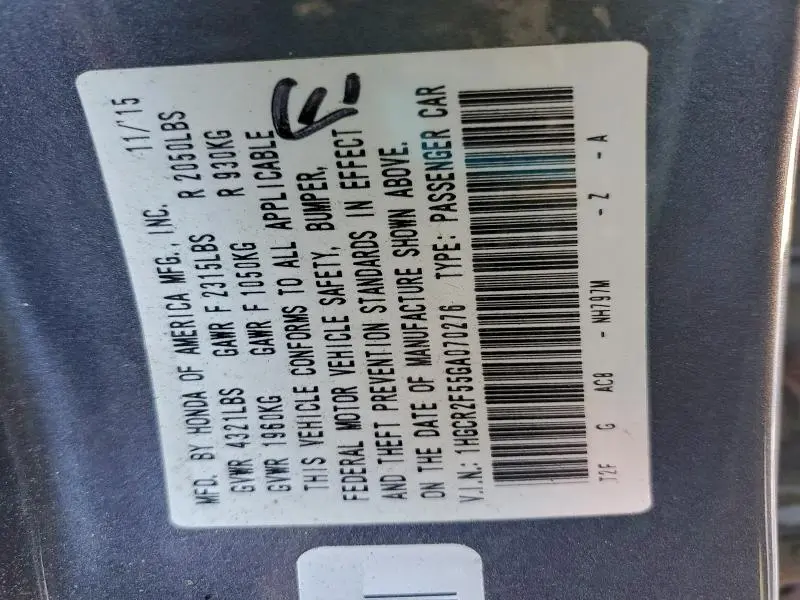 MFD. BY HONDA OF AMERICA MFG., INC. 11/15
GVWR 4321LBS GAWR F 2315LBS R 2050LBS
GVWR 1960KG GAWR F 1050KG R 930KG
THIS VEHICLE CONFORMS TO ALL APPLICABLE
FEDERAL MOTOR VEHICLE SAFETY, BUMPER,
AND THEFT PREVENTION STANDARDS IN EFFECT
ON THE DATE OF MANUFACTURE SHOWN ABOVE.
V.I.N.: 1HGCR2F55GA070276 TYPE: PASSENGER CAR
T2F G AC8 - NH797M - Z - A